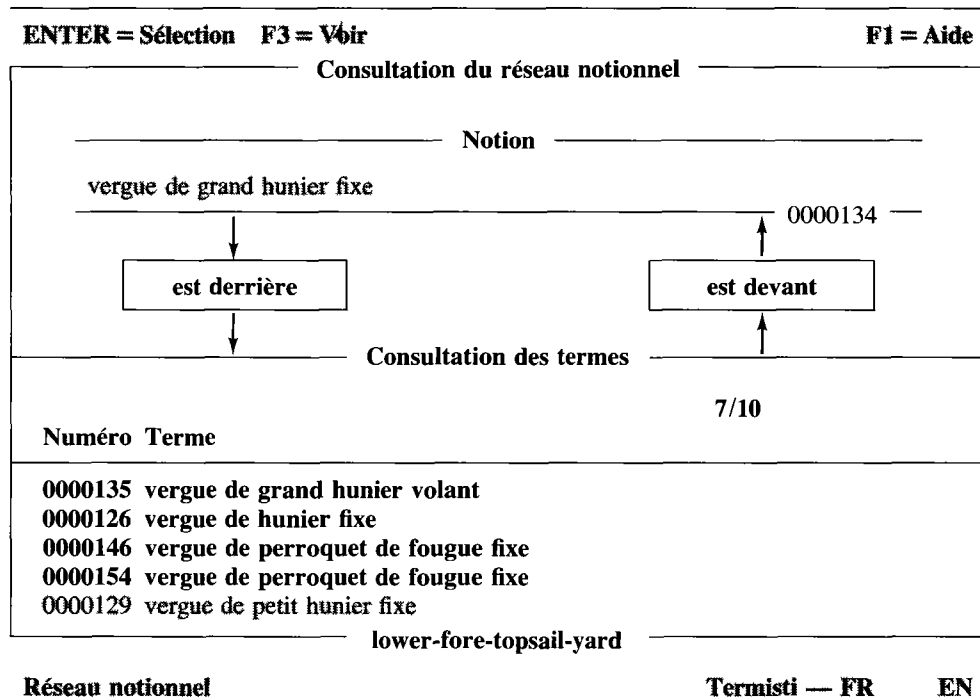 ENTER = Sélection F3 = Voir F1 = Aide
Consultation du réseau notionnel
Notion
vergue de grand hunier fixe
0000134
est derrière est devant
Consultation des termes
7/10
Numéro Terme
0000135 vergue de grand hunier volant
0000126 vergue de hunier fixe
0000146 vergue de perroquet de fougue fixe
0000154 vergue de perroquet de fougue fixe
0000129 vergue de petit hunier fixe
lower-fore-topsail-yard
Réseau notionnel Termisti — FR EN